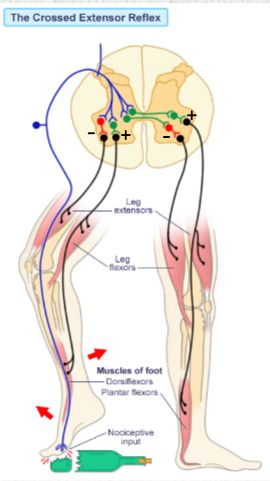 The Crossed Extensor Reflex
- + - +
Leg
extensors
Leg
flexors
Muscles of foot
Dorsiflexors
Plantar flexors
Nociceptive
input